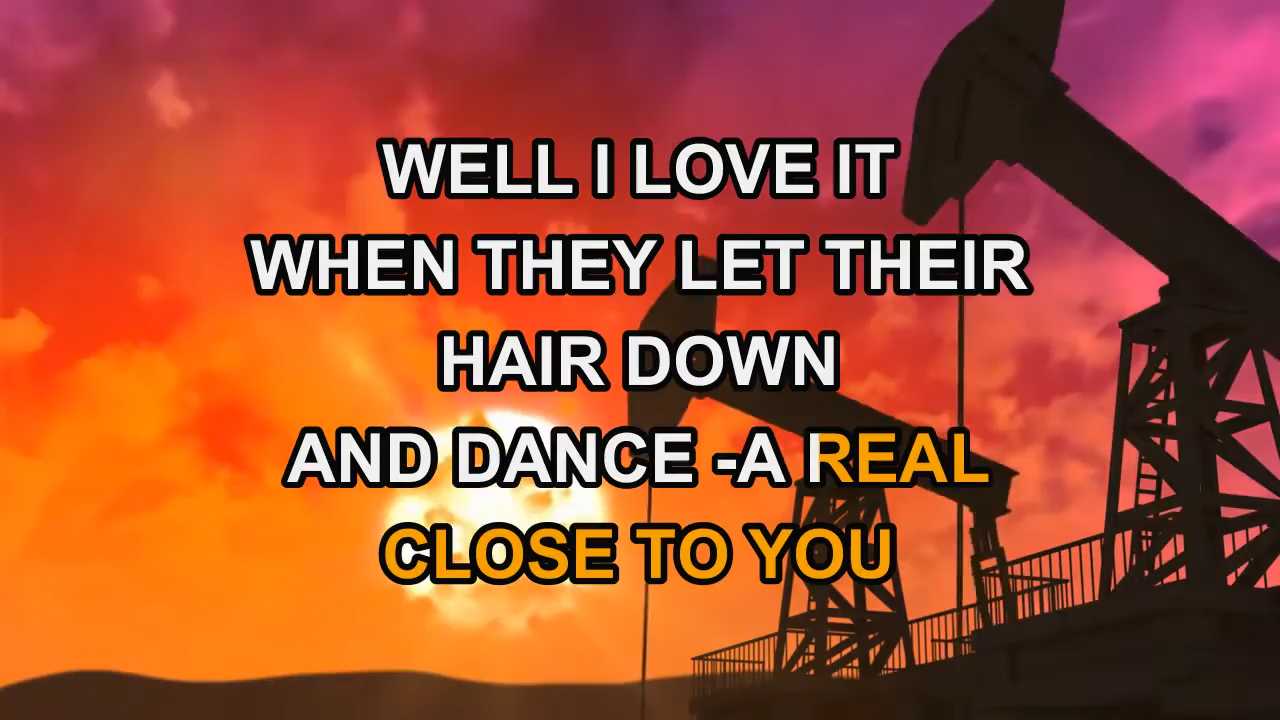 WELL I LOVE IT
WHEN THEY LET THEIR
HAIR DOWN
AND DANCE -A REAL
CLOSE TO YOU